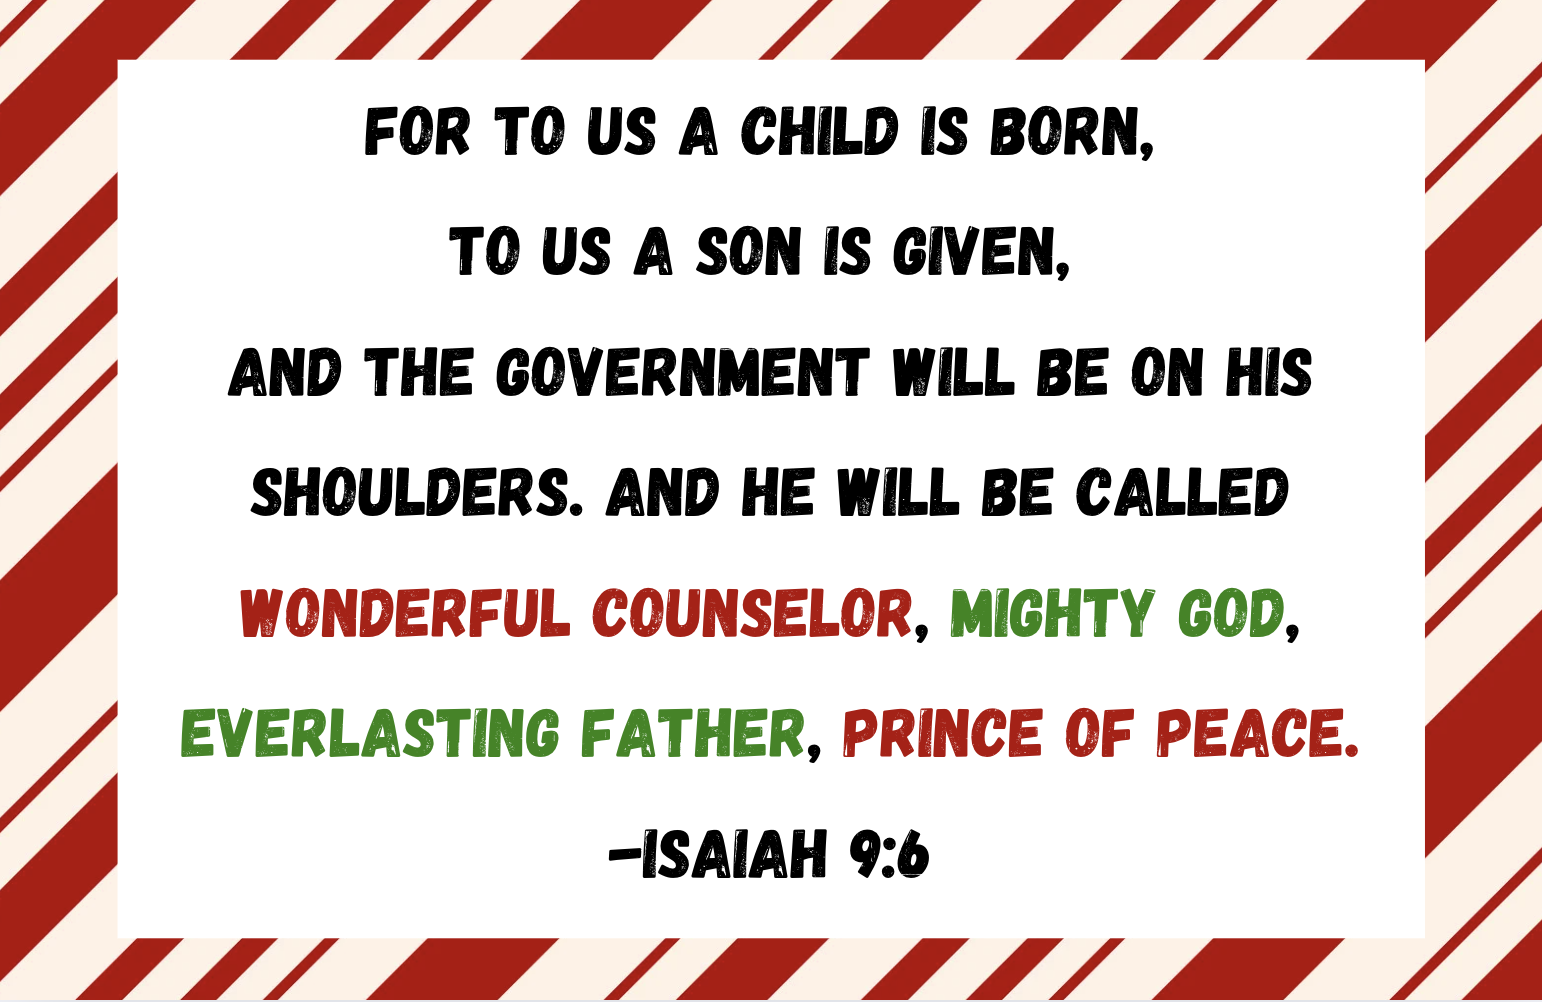 FOR TO US A CHILD IS BORN,
TO US A SON IS GIVEN,
AND THE GOVERNMENT WILL BE ON HIS
SHOULDERS. AND HE WILL BE CALLED
WONDERFUL COUNSELOR, MIGHTY GOD,
EVERLASTING FATHER, PRINCE OF PEACE.
–ISAIAH 9:6